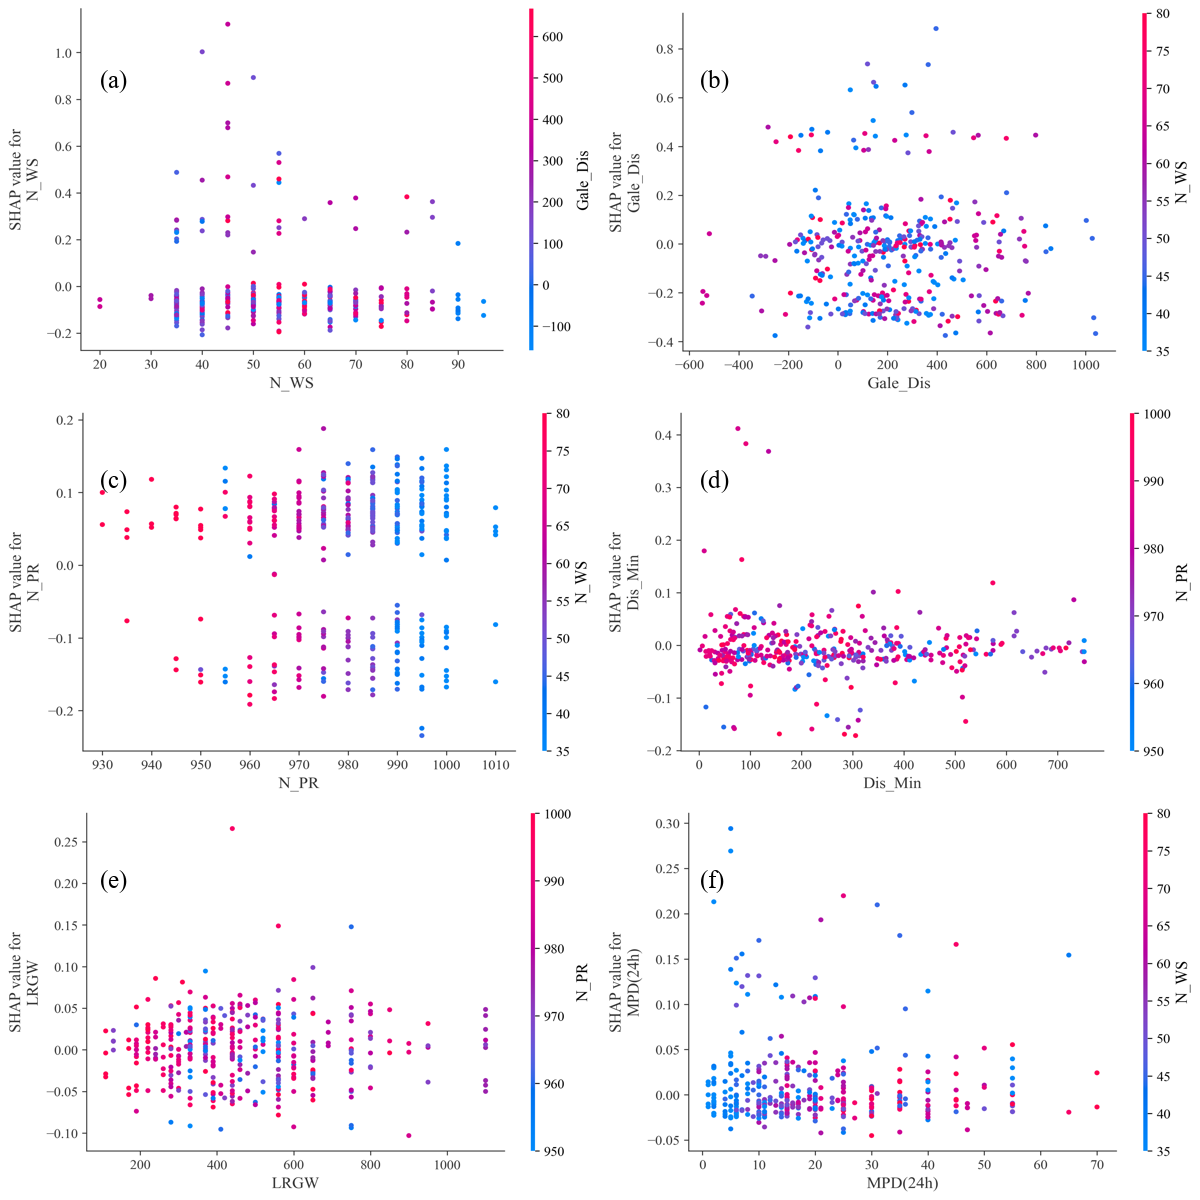 (a)
SHAP value for
N_WS
1.0
0.8
0.6
0.4
0.2
0.0
−0.2
20 30 40 50 60 70 80 90
N_WS
600
500
400
300
200
100
0
−100
Gale_Dis
(b)
SHAP value for
Gale_Dis
0.8
0.6
0.4
0.2
0.0
−0.2
−0.4
−600 −400 −200 0 200 400 600 800 1000
Gale_Dis
80
75
70
65
60
55
50
45
40
35
N_WS
(c)
SHAP value for
N_PR
0.2
0.1
0.0
−0.1
−0.2
930 940 950 960 970 980 990 1000 1010
N_PR
80
75
70
65
60
55
50
45
40
35
N_WS
(d)
SHAP value for
Dis_Min
0.4
0.3
0.2
0.1
0.0
−0.1
−0.2
0 100 200 300 400 500 600 700
Dis_Min
1000
990
980
970
960
950
N_PR
(e)
SHAP value for
LRGW
0.25
0.20
0.15
0.10
0.05
0.00
−0.05
−0.10
200 400 600 800 1000
LRGW
1000
990
980
970
960
950
N_PR
(f)
SHAP value for
MPD(24h)
0.30
0.25
0.20
0.15
0.10
0.05
0.00
−0.05
0 10 20 30 40 50 60 70
MPD(24h)
80
75
70
65
60
55
50
45
40
35
N_WS